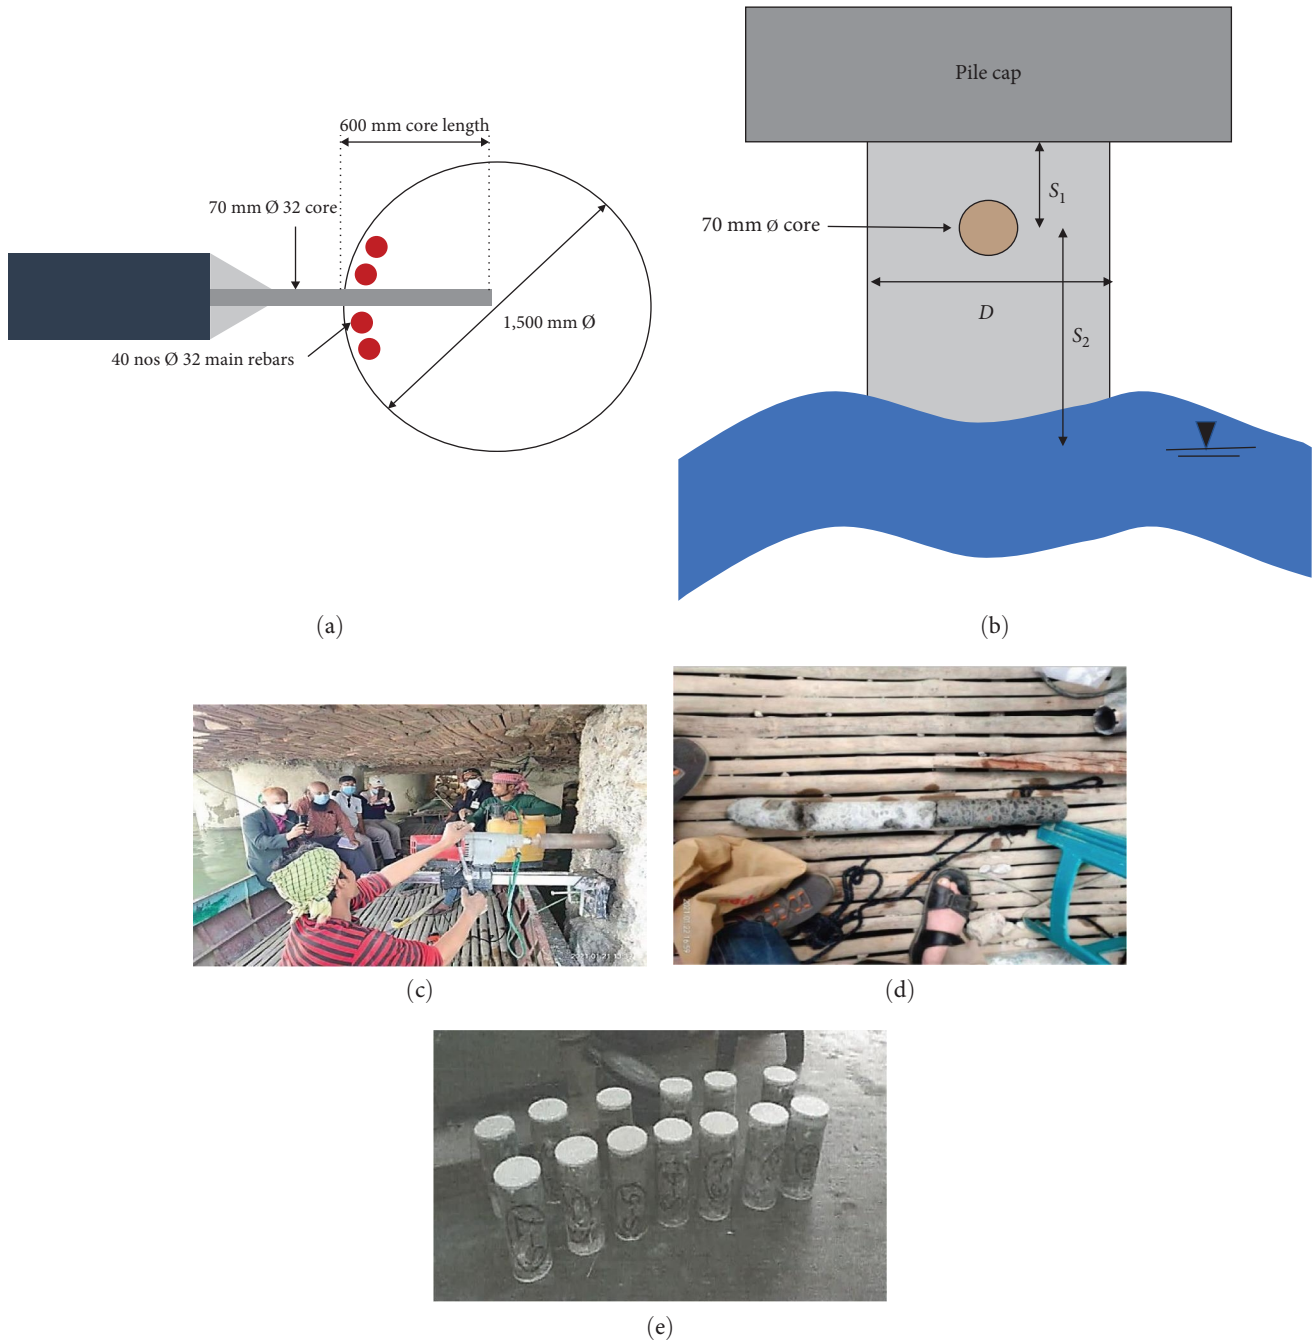 600 mm core length
70 mm Ø 32 core
1,500 mm Ø
40 nos Ø 32 main rebars
(a)
Pile cap
S1
70 mm ø core
D
S2
(b)
(c)
(d)
(e)